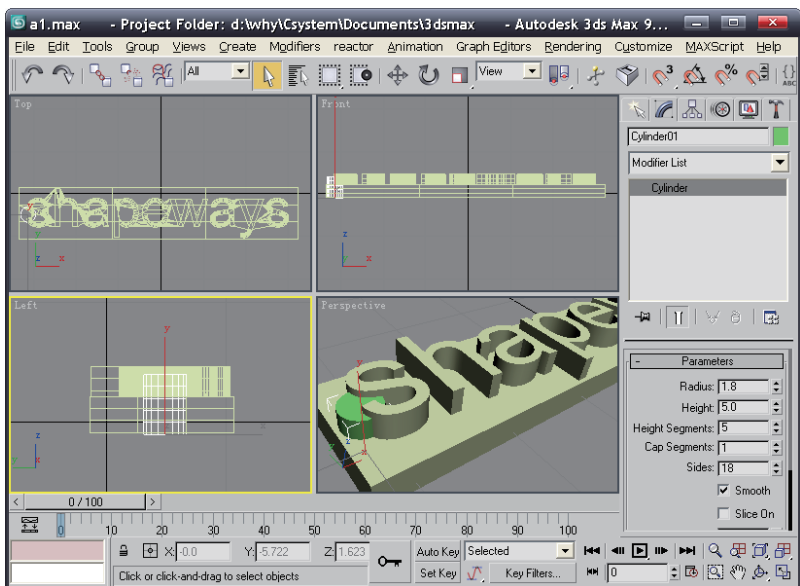 a1.max - Project Folder: d:\why\Csystem\Documents\3dsmax - Autodesk 3ds Max 9...
File Edit Tools Group Views Create Modifiers reactor Animation Graph Editors Rendering Customize MAXScript Help
All View 3 % ABC
Top Front
Cylinder01
Modifier List
Cylinder
shapeways
z x z x
Left Perspective
y
Shape
Parameters
Radius: 1.8
Height: 5.0
Height Segments: 5
Cap Segments: 1
Sides: 18
Smooth
Slice On
< 0 / 100 >
0 10 20 30 40 50 60 70 80 90 100
X: -0.0 Y: -5.722 Z: 1.623 Auto Key Selected
Click or click-and-drag to select objects Set Key Key Filters... 0